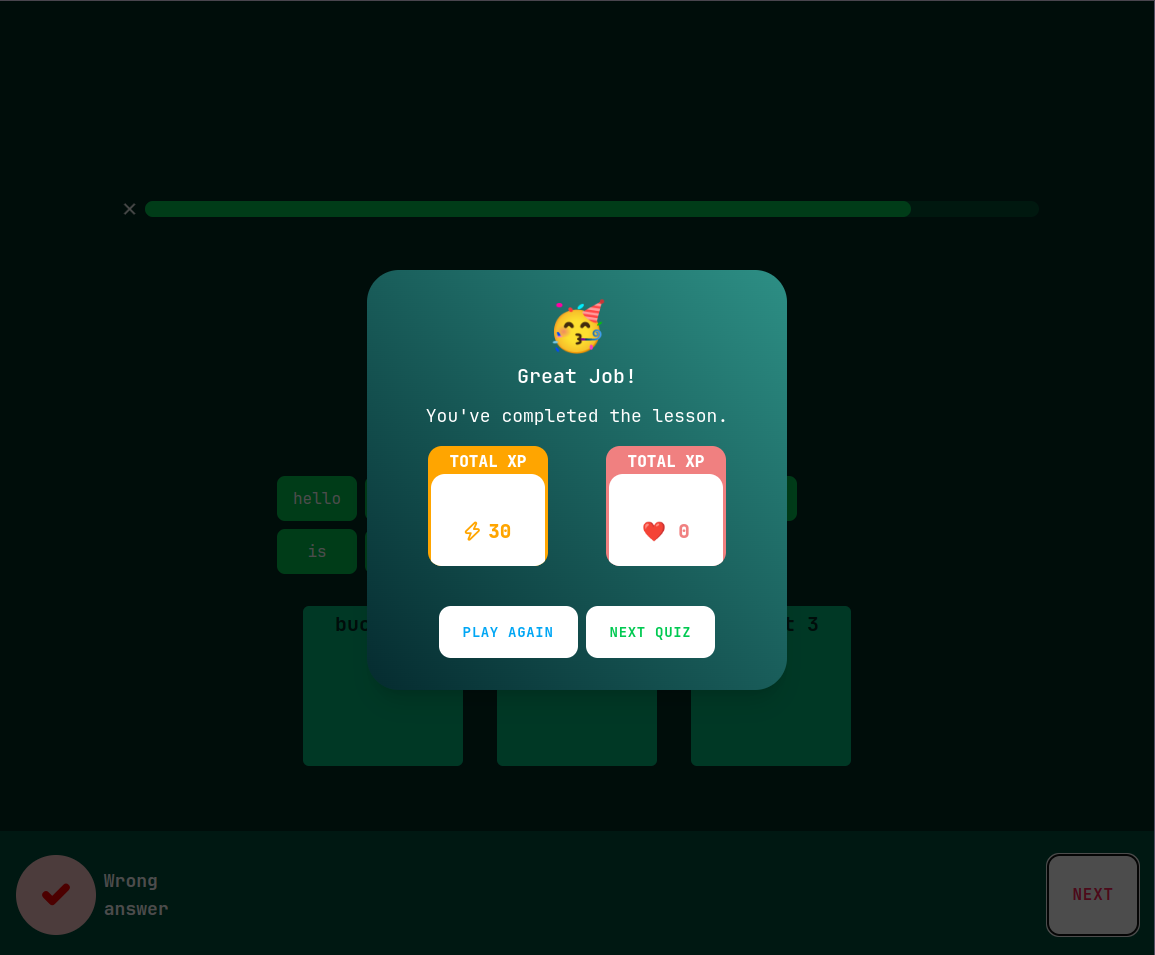 Great Job!
You've completed the lesson.
TOTAL XP
TOTAL XP
hello
30
0
is
3
PLAY AGAIN
NEXT QUIZ
Wrong
answer
NEXT